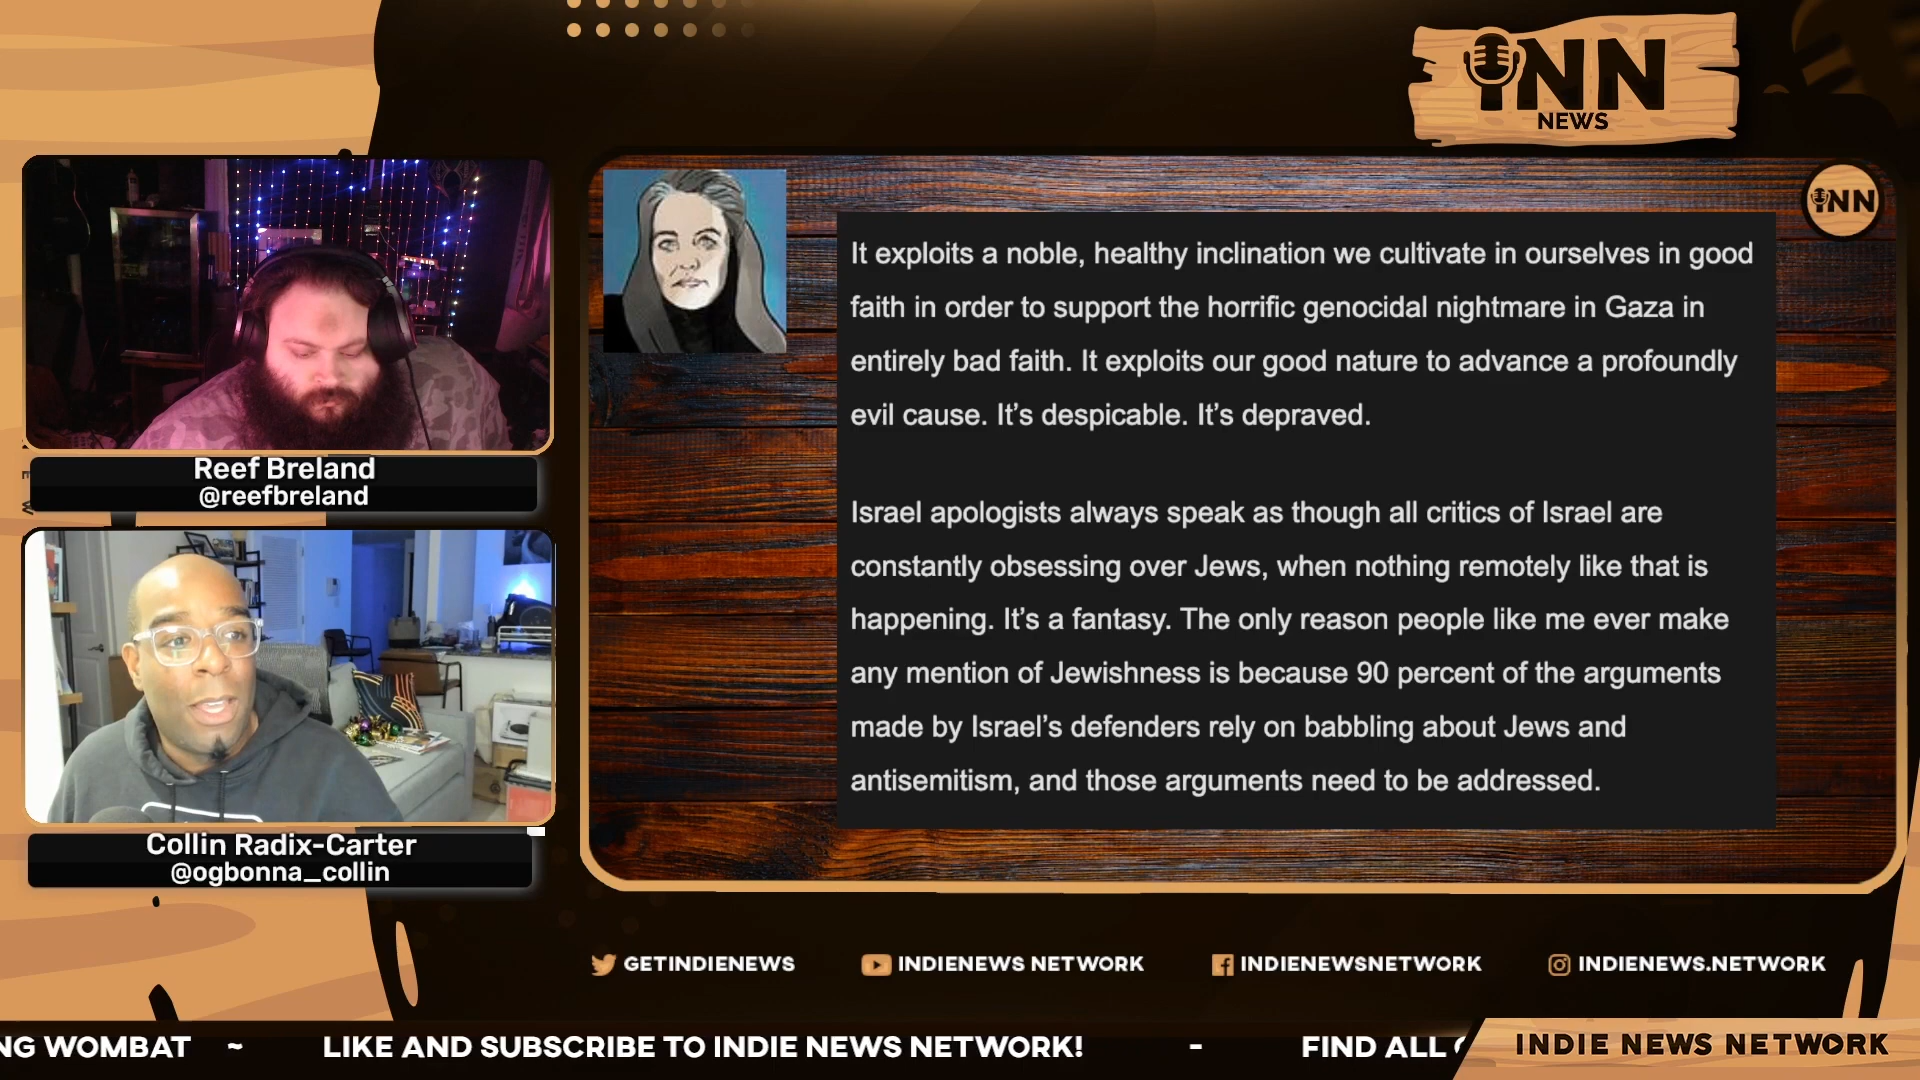 iNN
NEWS
iNN
It exploits a noble, healthy inclination we cultivate in ourselves in good
faith in order to support the horrific genocidal nightmare in Gaza in
entirely bad faith. It exploits our good nature to advance a profoundly
evil cause. It’s despicable. It’s depraved.
Israel apologists always speak as though all critics of Israel are
constantly obsessing over Jews, when nothing remotely like that is
happening. It’s a fantasy. The only reason people like me ever make
any mention of Jewishness is because 90 percent of the arguments
made by Israel’s defenders rely on babbling about Jews and
antisemitism, and those arguments need to be addressed.
Reef Breland
@reefbreland
Collin Radix-Carter
@ogbonna_collin
GETINDIENEWS
INDIENEWS NETWORK
INDIENEWSNETWORK
INDIENEWS.NETWORK
NG WOMBAT ~ LIKE AND SUBSCRIBE TO INDIE NEWS NETWORK! - FIND ALL
INDIE NEWS NETWORK